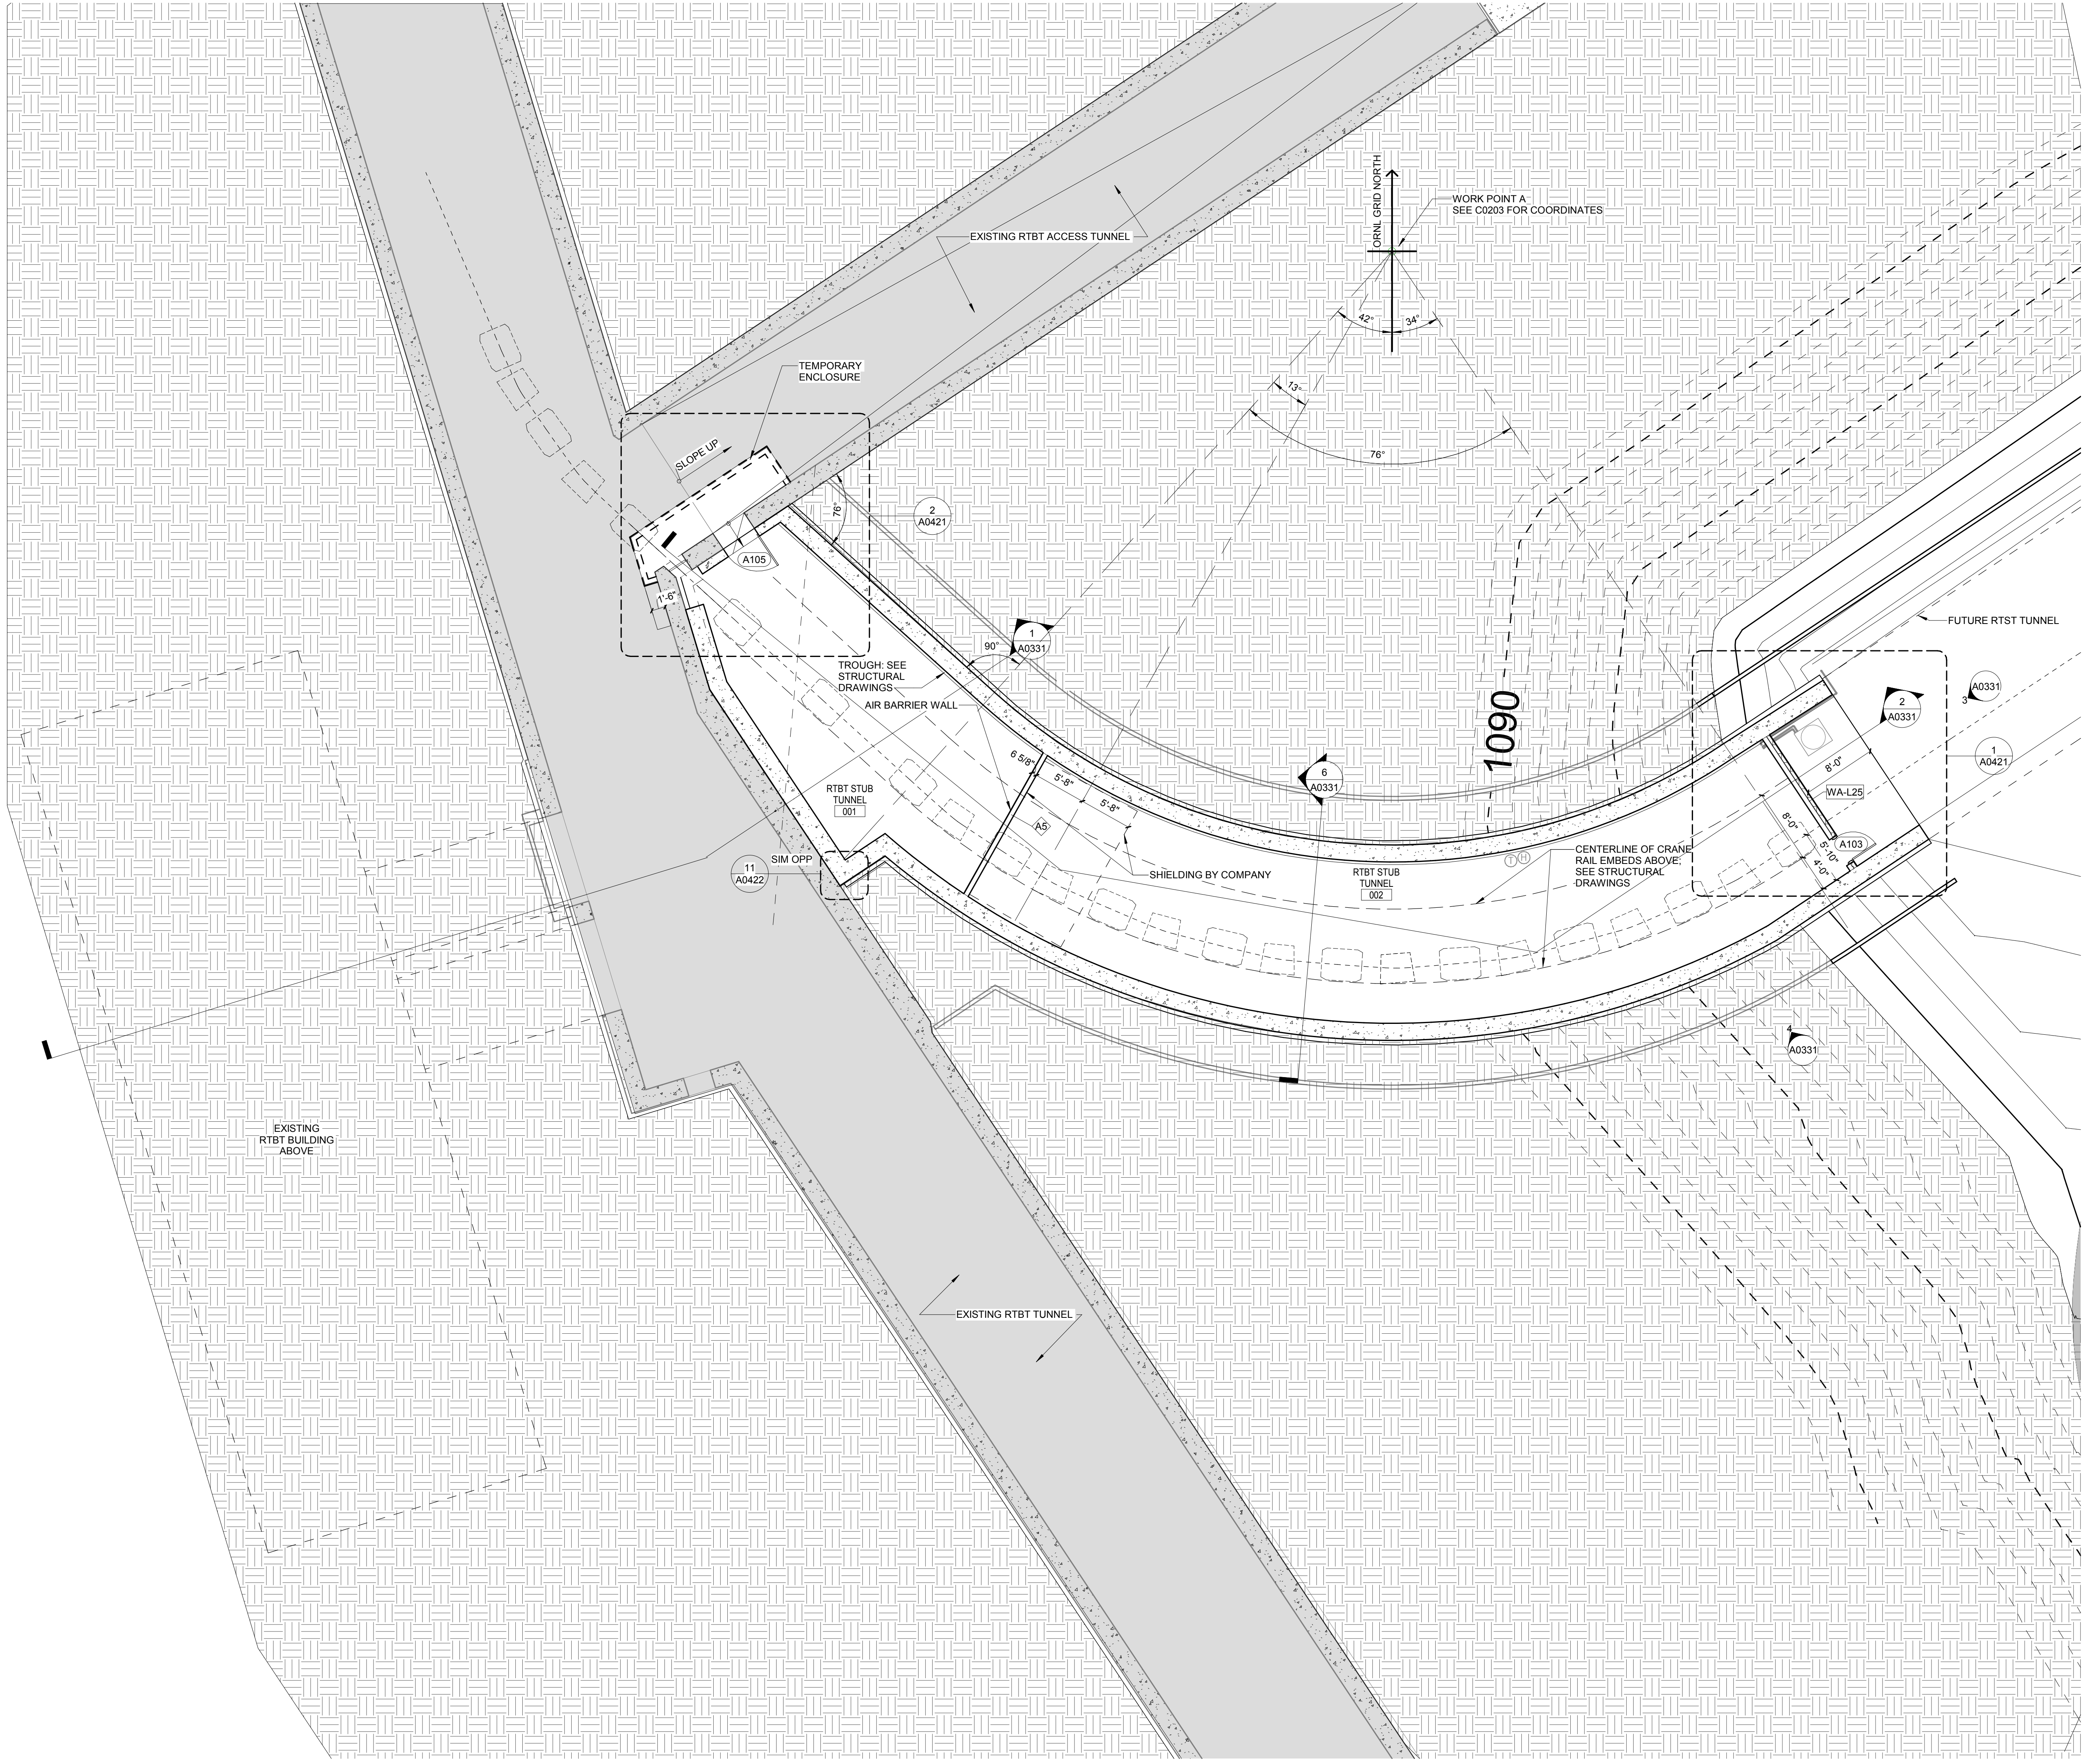 ORNL GRID NORTH
WORK POINT A
SEE C0203 FOR COORDINATES
EXISTING RTBT ACCESS TUNNEL
42°
34°
13°
76°
TEMPORARY
ENCLOSURE
SLOPE UP
76°
2
A0421
A105
1'-6"
FUTURE RTST TUNNEL
1
A0331
90°
TROUGH: SEE
STRUCTURAL
DRAWINGS
AIR BARRIER WALL
A0331
3
2
A0331
1090
1
A0421
6 5/8"
5'-8"
5'-8"
6
A0331
8'-0"
WA-L25
RTBT STUB
TUNNEL
001
A5
8'-0"
5'-10"
4'-0"
A103
SIM OPP
11
A0422
SHIELDING BY COMPANY
T
H
RTBT STUB
TUNNEL
002
CENTERLINE OF CRANE
RAIL EMBEDS ABOVE;
SEE STRUCTURAL
DRAWINGS
4
A0331
EXISTING
RTBT BUILDING
ABOVE
EXISTING RTBT TUNNEL